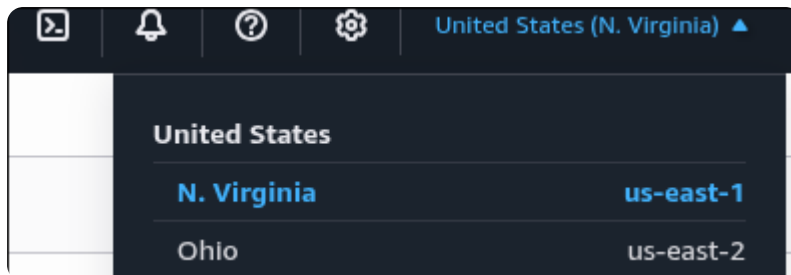 United States (N. Virginia) ▲
United States
N. Virginia us-east-1
Ohio us-east-2